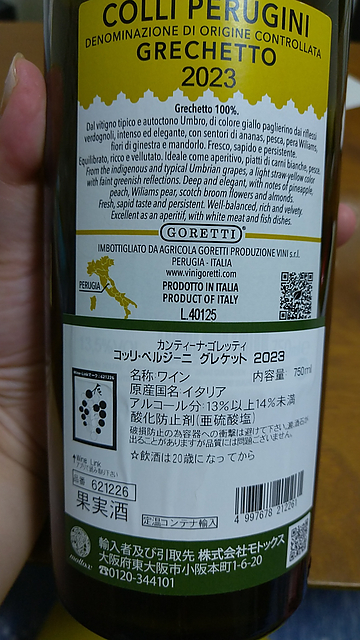 COLLI PERUGINI
DENOMINAZIONE DI ORIGINE CONTROLLATA
GRECHETTO
2023
Grechetto 100%.
Dal vitigno tipico e autoctono Umbro, di colore giallo paglierino dai riflessi
verdognoli, intenso ed elegante, con sentori di ananas, pesca, pera Wiliams,
fiori di ginestra e mandorlo. Fresco, sapido e persistente.
Equilibrato, ricco e vellutato. Ideale come aperitivo, piatti di carni bianche, pesce.
From the indigenous and typical Umbrian grapes, a light straw-yellow color
with faint greenish reflections. Deep and elegant, with notes of pineapple,
peach, Wiliams pear, scotch broom flowers and almonds.
Fresh, sapid taste and persistent. Well-balanced, rich and velvety.
Excellent as an aperitif, with white meat and fish dishes.
GORETTI
IMBOTTIGLIATO DA AGRICOLA GORETTI PRODUZIONE VINI s.r.l.
PERUGIA - ITALIA
www.vinigoretti.com
PERUGIA
PRODOTTO IN ITALIA
PRODUCT OF ITALY
L.40125
カンティーナ·ゴレッティ
コッリ·ペルジーニ グレケット 2023
名称 ワイン 内容量 750ml
原産国名 イタリア
アルコール分 13%以上14%未満
酸化防止剤(亜硫酸塩)
破損防止の為容器への衝撃は避けて下さい。
出ることがありますが品質には問題ございません。
☆飲酒は20歳になってから
Wine Link
品番 621226
果実酒
定温コンテナ輸入
4 997678 212261
mottox
輸入者及び引取先 株式会社モトックス
大阪府東大阪市小阪本町1-6-20
☎0120-344101